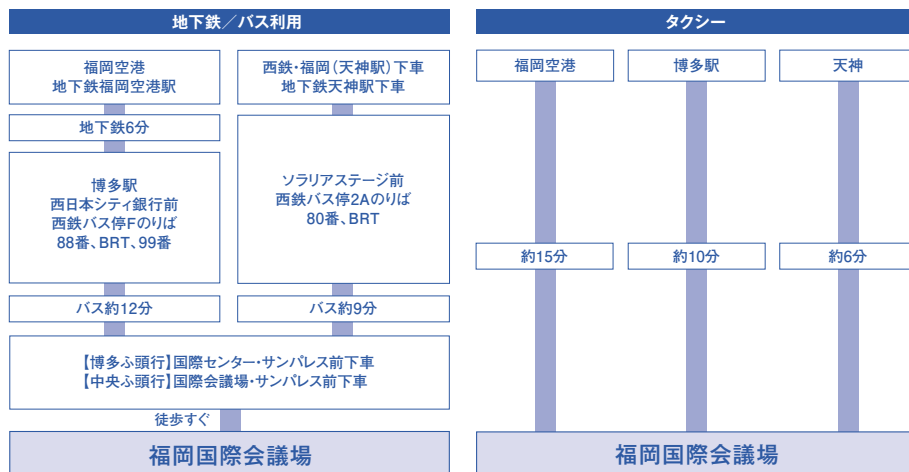 地下鉄／バス利用
福岡空港
地下鉄福岡空港駅
地下鉄6分
博多駅
西日本シティ銀行前
西鉄バス停Fのりば
88番、BRT、99番
バス約12分
西鉄・福岡（天神駅）下車
地下鉄天神駅下車
ソラリアステージ前
西鉄バス停2Aのりば
80番、BRT
バス約9分
【博多ふ頭行】国際センター・サンパレス前下車
【中央ふ頭行】国際会議場・サンパレス前下車
徒歩すぐ
福岡国際会議場
タクシー
福岡空港
博多駅
天神
約15分
約10分
約6分
福岡国際会議場